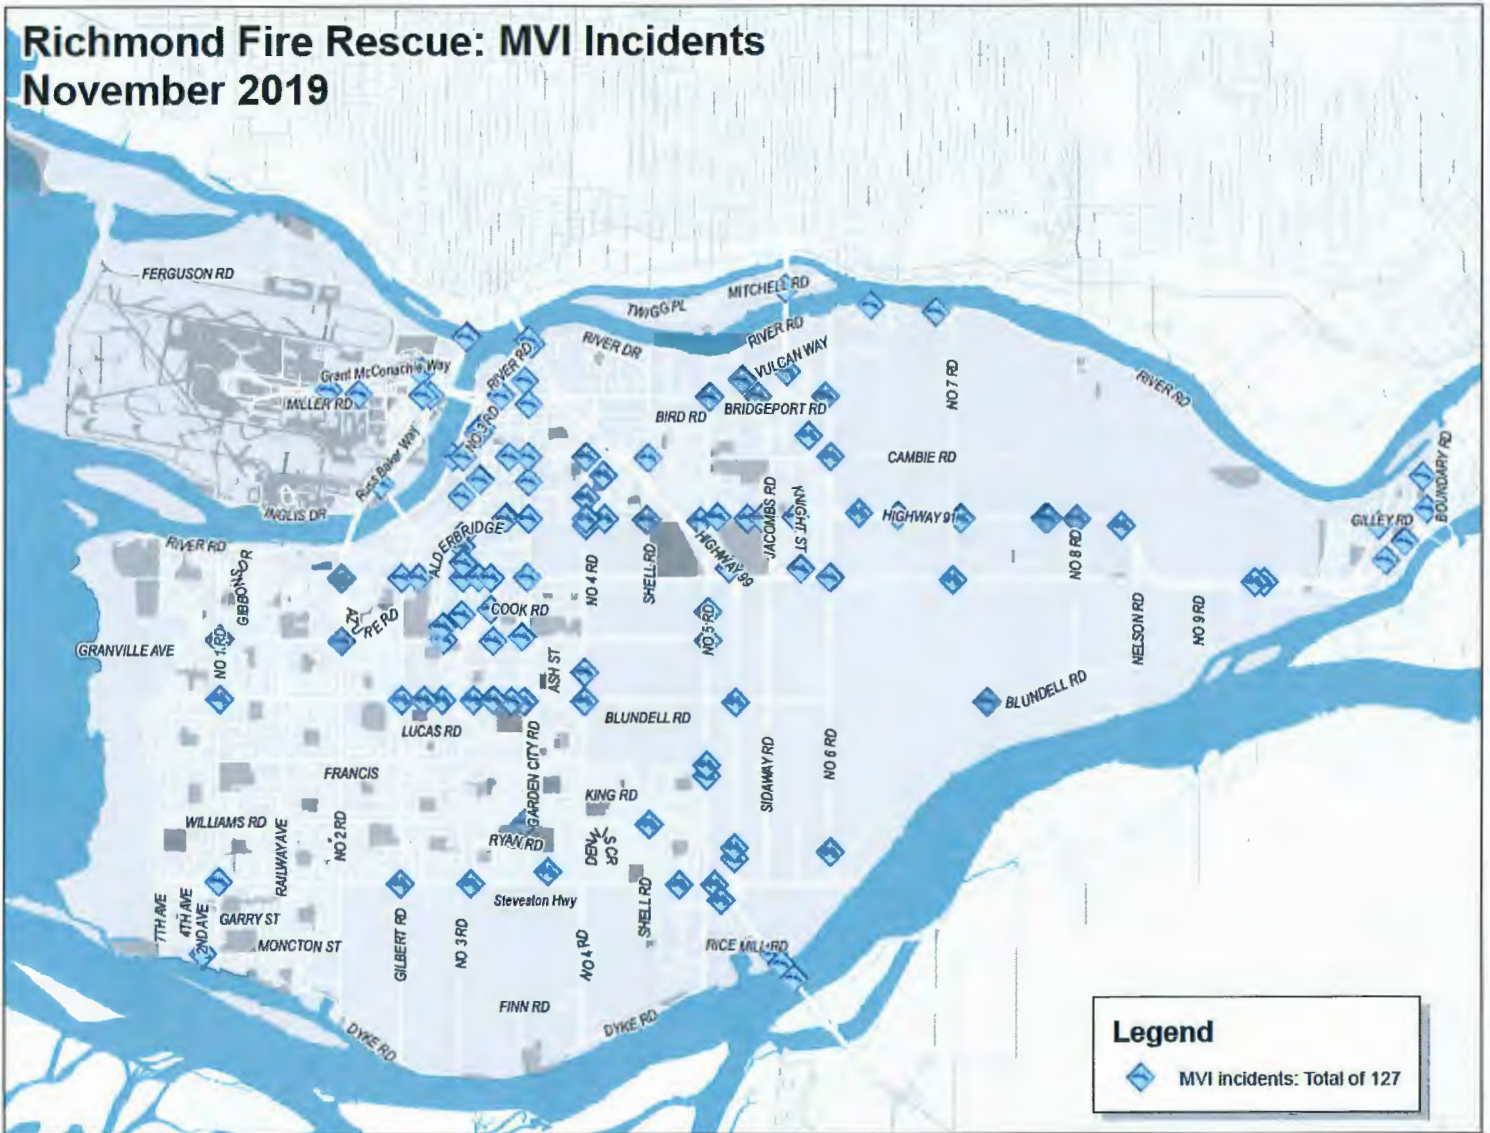 Richmond Fire Rescue: MVI Incidents
November 2019
FERGUSON RD
MITCHELL RD
TWIGG PL
RIVER RD
RIVER DR
VULCAN WAY
RIVER RD
Grant McConachie Way
MILLER RD
NO 7 RD
RIVER RD
BIRD RD
BRIDGEPORT RD
NO 3 RD
Russ Baker Way
CAMBIE RD
BOUNDARY RD
INGLIS DR
ALDERBRIDGE
JACOMBS RD
KNIGHT ST
HIGHWAY 91
GILLEY RD
RIVER RD
HIGHWAY 99
NO 4 RD
SHELL RD
NO 8 RD
GIBBONS CR
AZURE RD
COOK RD
NO 5 RD
NELSON RD
NO 9 RD
GRANVILLE AVE
NO 1 RD
ASH ST
BLUNDELL RD
BLUNDELL RD
LUCAS RD
GARDEN CITY RD
SIDAWAY RD
NO 6 RD
FRANCIS
KING RD
WILLIAMS RD
RAILWAY AVE
NO 2 RD
RYAN RD
Steveston Hwy
SHELL RD
7TH AVE
4TH AVE
2ND AVE
GARRY ST
MONCTON ST
GILBERT RD
NO 3 RD
NO 4 RD
RICE MILL RD
FINN RD
DYKE RD
DYKE RD
Legend
MVI incidents: Total of 127